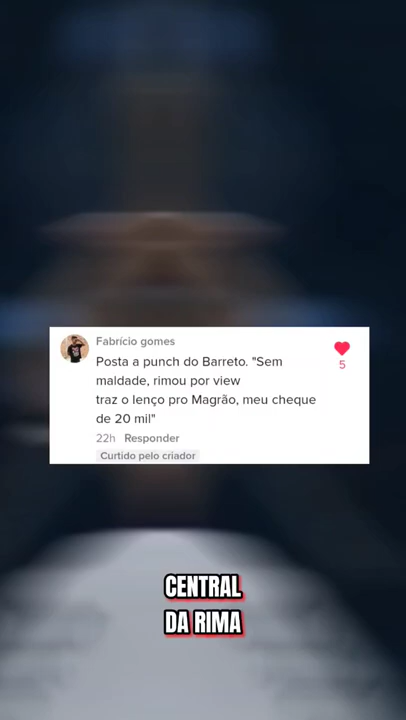 Fabrício gomes
Posta a punch do Barreto. "Sem
maldade, rimou por view
traz o lenço pro Magrão, meu cheque
de 20 mil"
5
22h Responder
Curtido pelo criador
CENTRAL
DA RIMA